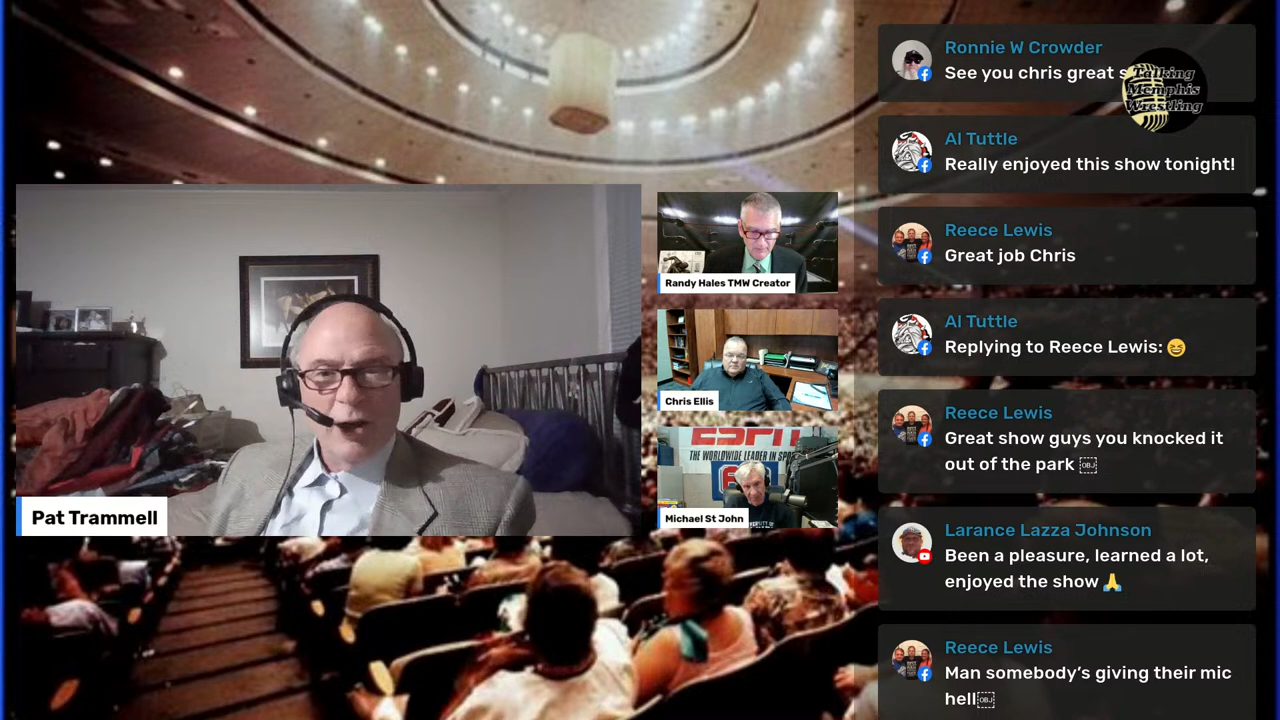 Ronnie W Crowder
See you chris great s
Talking
Memphis
Wrestling
Al Tuttle
Really enjoyed this show tonight!
Reece Lewis
Great job Chris
Al Tuttle
Replying to Reece Lewis: 😆
Reece Lewis
Great show guys you knocked it
out of the park
Larance Lazza Johnson
Been a pleasure, learned a lot,
enjoyed the show 🙏
Reece Lewis
Man somebody's giving their mic
hell
Pat Trammell
Randy Hales TMW Creator
Chris Ellis
ESPN
THE WORLDWIDE LEADER IN SPO
Michael St John